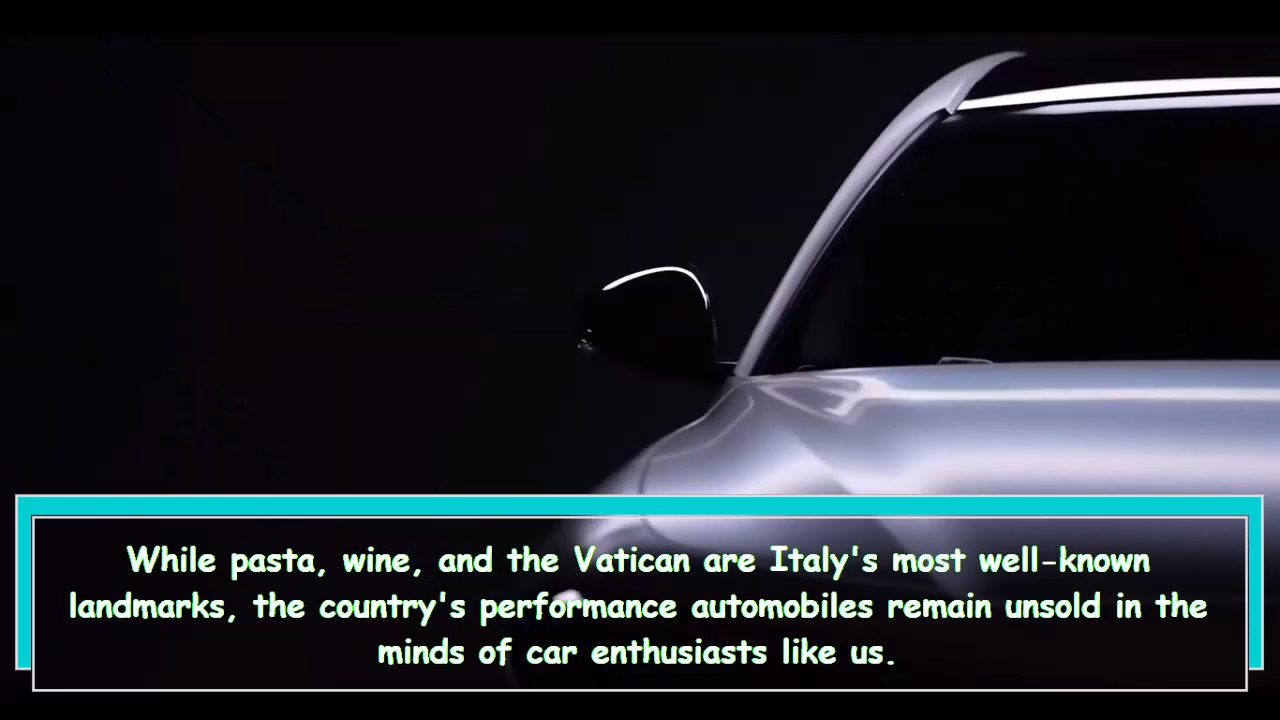 While pasta, wine, and the Vatican are Italy's most well-known
landmarks, the country's performance automobiles remain unsold in the
minds of car enthusiasts like us.